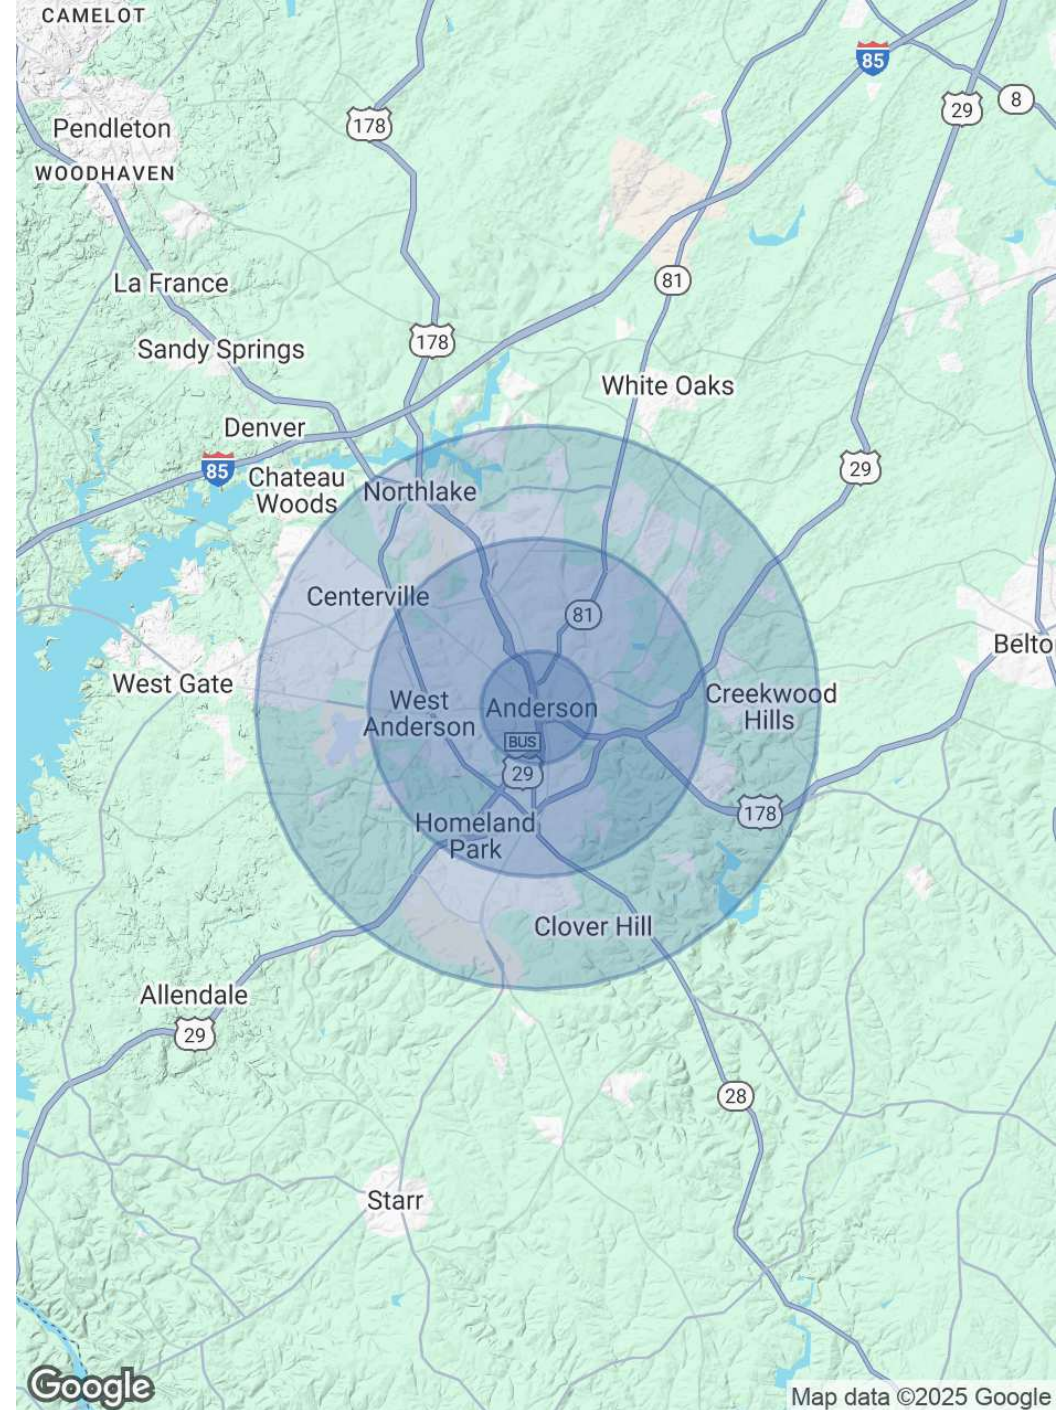 CAMELOT
85
178
29
8
Pendleton
WOODHAVEN
La France
81
178
Sandy Springs
White Oaks
Denver
85
29
Chateau
Woods
Northlake
Centerville
81
Belto
West Gate
West
Anderson
Anderson
Creekwood
Hills
BUS
29
178
Homeland
Park
Clover Hill
Allendale
29
28
Starr
Google
Map data ©2025 Google